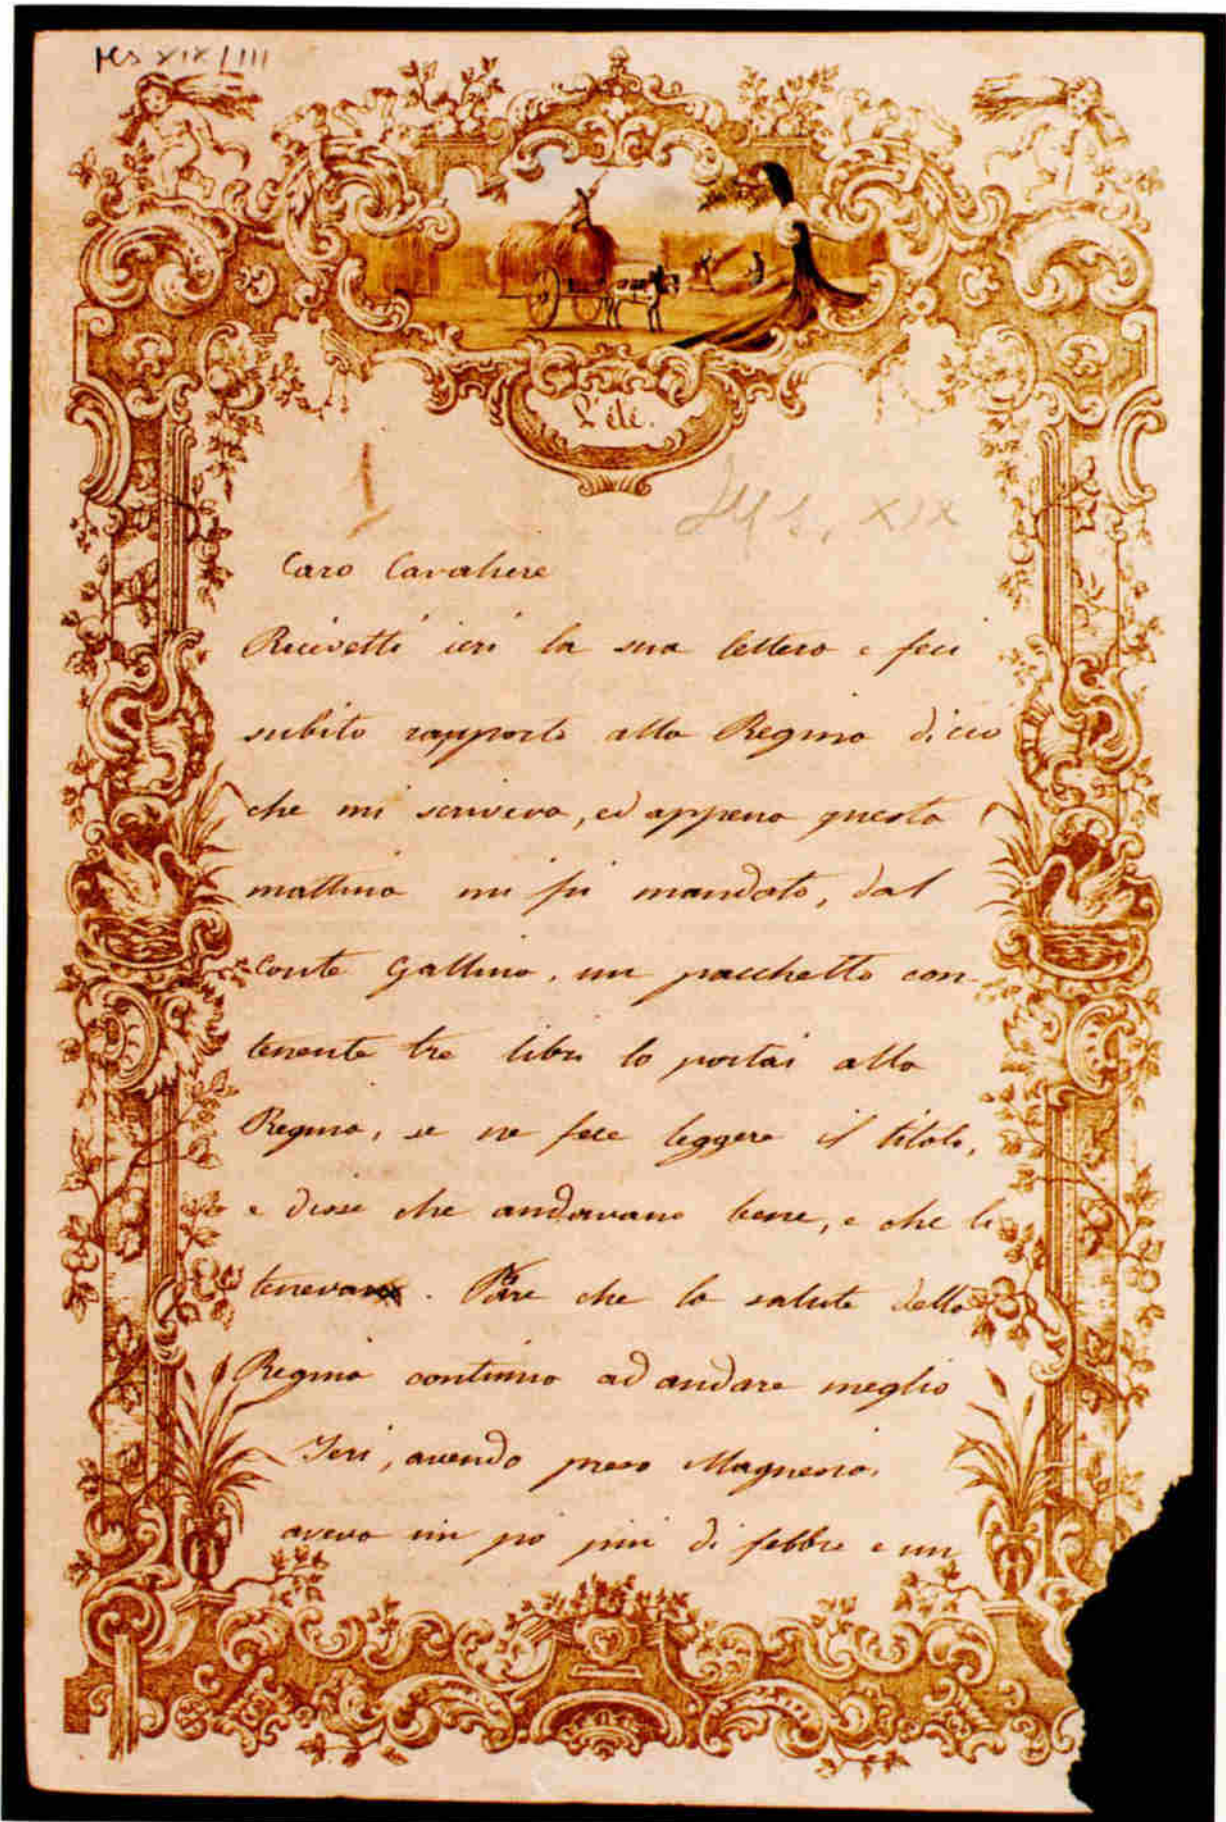 Ms XIX/III
L'été.
1
Ms. XIX
Caro Cavaliere
Ricevetti ieri la sua lettera e feci
subito rapporto alla Regina di ciò
che mi scriveva, ed appena questa
mattina mi fu mandato, dal
Conte Gallina, un pacchetto con-
tenente tre libri lo portai alla
Regina, se ne fece leggere il titolo,
e disse che andavano bene, e che li
teneva. Pare che la salute della
Regina continua ad andare meglio
Ieri, avendo preso Magnesia,
aveva un pò più di febbre e un